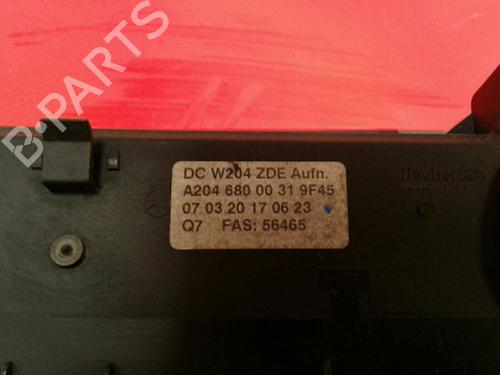 B-PARTS
DC W204 ZDE Aufn.
A204 680 00 31 9F45
07 03 20 17 06 23
Q7 FAS: 56465
fischer